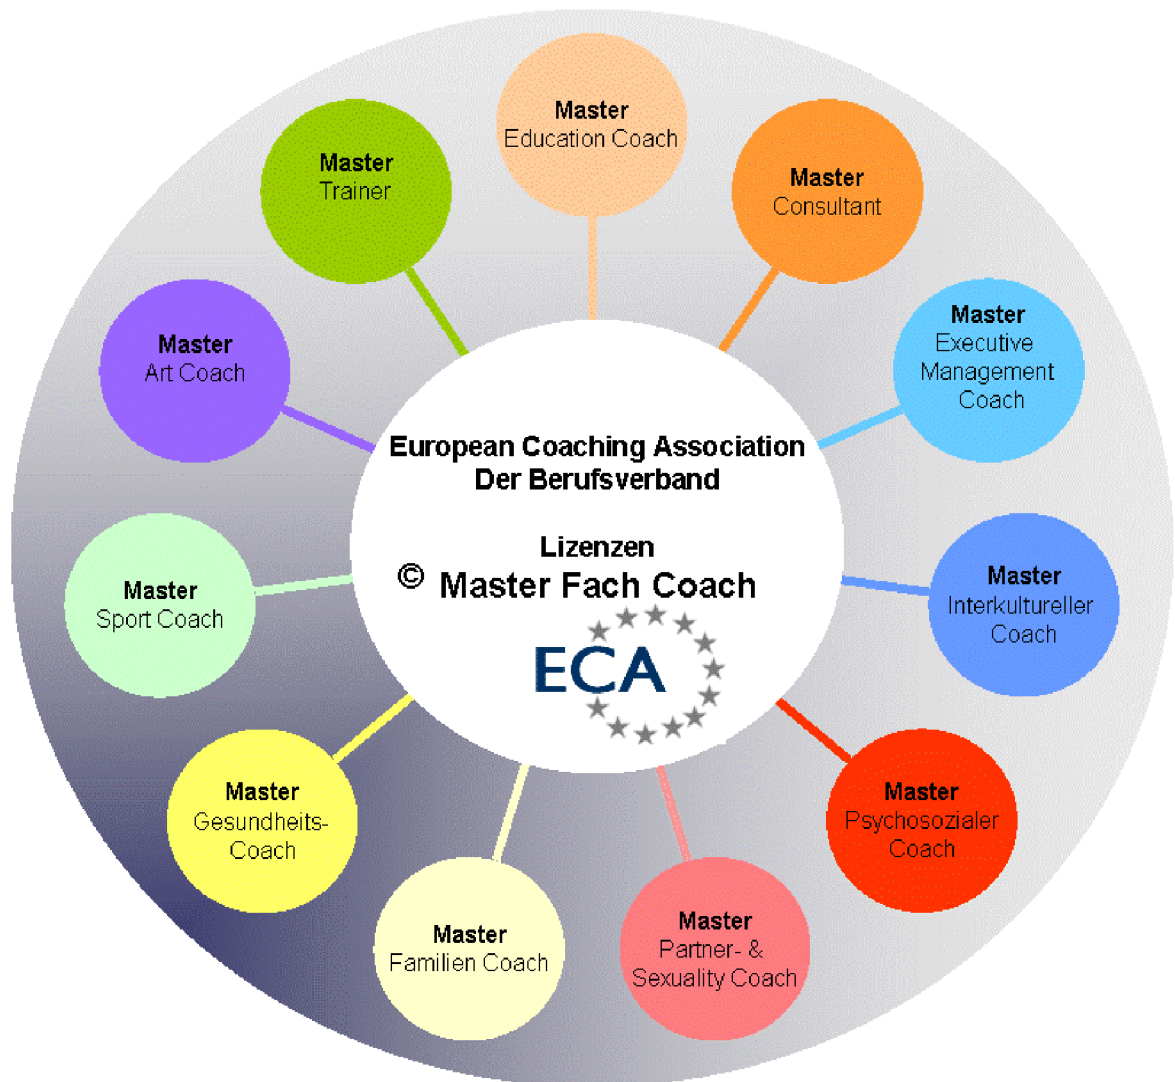 Master
Education Coach
Master
Consultant
Master
Executive
Management
Coach
Master
Interkultureller
Coach
Master
Psychosozialer
Coach
Master
Partner- &
Sexuality Coach
Master
Familien Coach
Master
Gesundheits-
Coach
Master
Sport Coach
Master
Art Coach
Master
Trainer
European Coaching Association
Der Berufsverband
Lizenzen
© Master Fach Coach
ECA